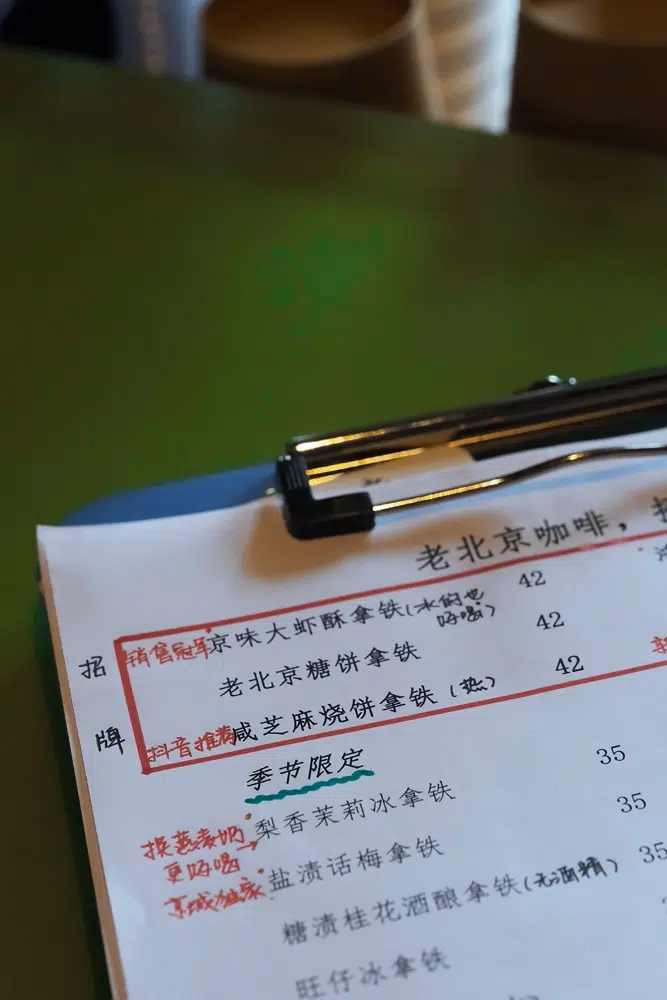 老北京咖啡,
销售冠军 京味大虾酥拿铁(冰的也好喝) 42
招 老北京糖饼拿铁 42
牌 抖音推荐 咸芝麻烧饼拿铁(热) 42
季节限定
梨香茉莉冰拿铁 35
换燕麦奶更好喝
盐渍话梅拿铁 35
京城独家
糖渍桂花酒酿拿铁(无酒精) 35
旺仔冰拿铁